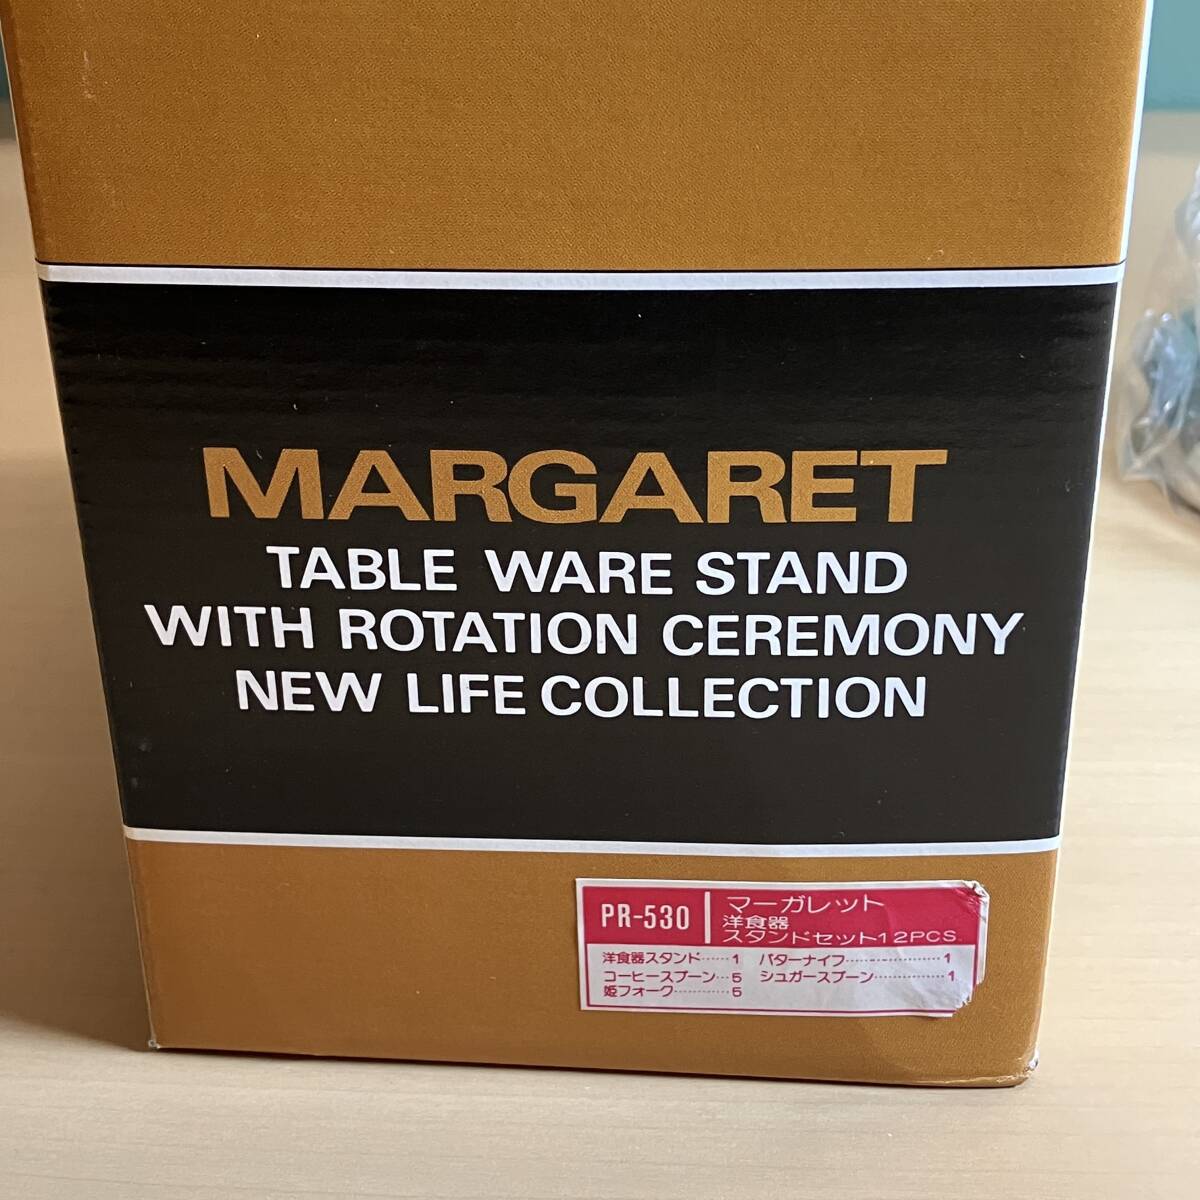 MARGARET
TABLE WARE STAND
WITH ROTATION CEREMONY
NEW LIFE COLLECTION
PR-530
マーガレット
洋食器
スタンドセット12PCS.
洋食器スタンド……1 バターナイフ…………………1
コーヒースプーン…5 シュガースプーン……………1
姫フォーク…………5